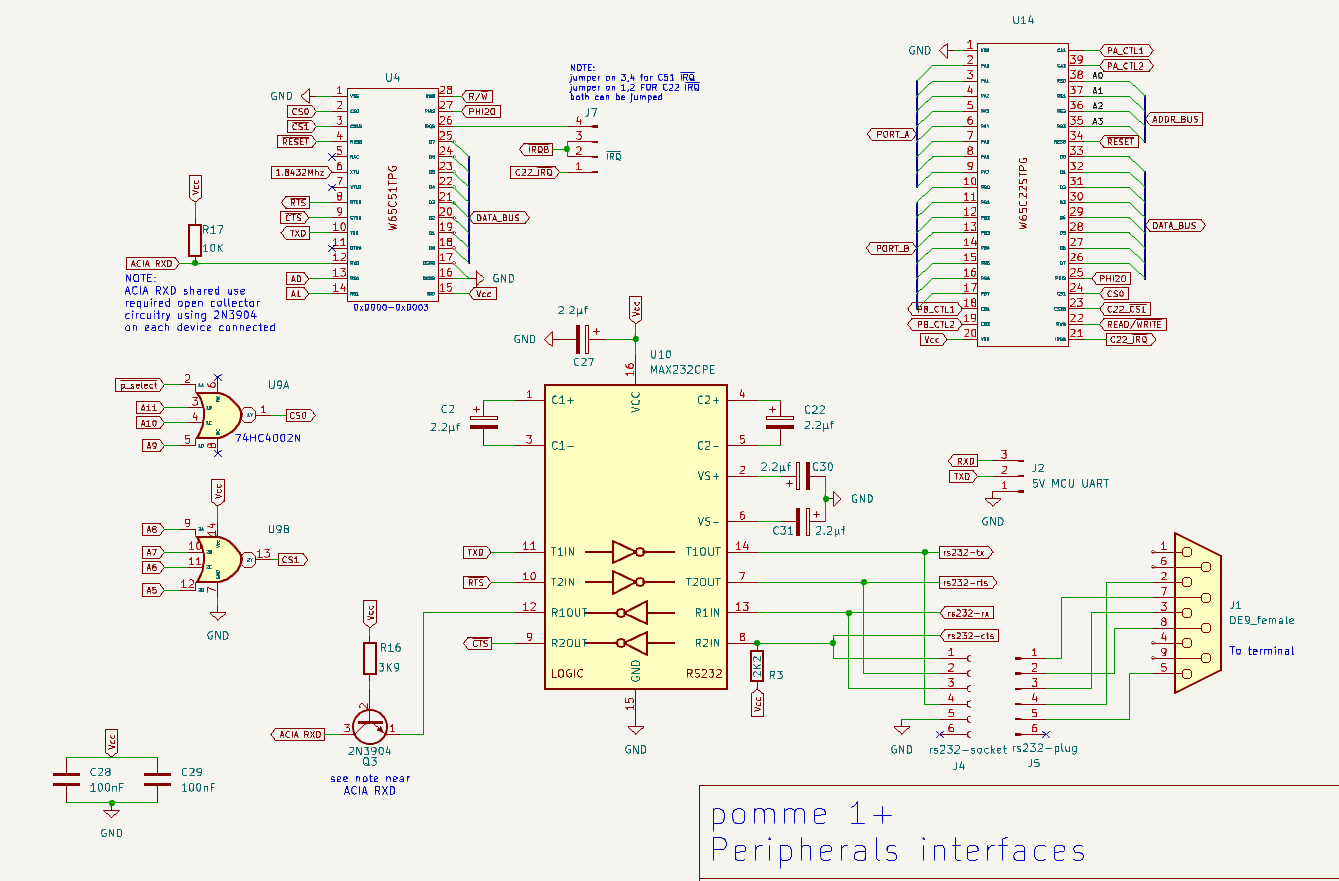 U14
GND
1
2
3
4
5
6
7
8
9
10
11
12
13
14
15
16
17
18
19
20
PORT_A
PORT_B
PB_CTL1
PB_CTL2
Vcc
W65C22STPG
40
39
38
37
36
35
34
33
32
31
30
29
28
27
26
25
24
23
22
21
PA_CTL1
PA_CTL2
A0
A1
A2
A3
ADDR_BUS
RESET
DATA_BUS
PHI2O
CS0
C22_CS1
READ/WRITE
C22_IRQ
U4
GND
CS0
CS1
RESET
1.8432Mhz
RTS
CTS
TXD
A0
A1
1
2
3
4
5
6
7
8
9
10
11
12
13
14
W65C51TPG
0xD000-0xD003
28
27
26
25
24
23
22
21
20
19
18
17
16
15
R/W
PHI2O
DATA_BUS
GND
Vcc
NOTE:
jumper on 3,4 for C51 IRQ
jumper on 1,2 FOR C22 IRQ
both can be jumped
J7
4
3
2
1
IRQB
IRQ
C22_IRQ
Vcc
R17
10K
ACIA RXD
NOTE:
ACIA RXD shared use
required open collector
circuitry using 2N3904
on each device connected
U9A
p_select
A11
A10
A9
2
3
4
5
6
8
1
CS0
74HC4002N
Vcc
U9B
A8
A7
A6
A5
9
10
11
12
14
7
13
CS1
GND
2.2µf
Vcc
GND
C27
U10
MAX232CPE
16
VCC
C2
2.2µf
1
3
C1+
C1-
C2+
C2-
4
5
C22
2.2µf
VS+
VS-
2
6
2.2µf
C30
C31
2.2µf
GND
TXD
RTS
CTS
11
10
12
9
T1IN
T2IN
R1OUT
R2OUT
T1OUT
T2OUT
R1IN
R2IN
14
7
13
8
LOGIC
GND
RS232
15
GND
rs232-tx
rs232-rts
rs232-rx
rs232-cts
2K2
R3
Vcc
RXD
TXD
3
2
1
J2
5V MCU UART
GND
1
6
2
7
3
8
4
9
5
J1
DE9_female
To terminal
1
2
3
4
5
6
GND
rs232-socket
J4
1
2
3
4
5
6
rs232-plug
J5
Vcc
R16
3K9
2
3
1
ACIA RXD
2N3904
Q3
see note near
ACIA RXD
Vcc
C28
100nF
C29
100nF
GND
pomme 1+
Peripherals interfaces